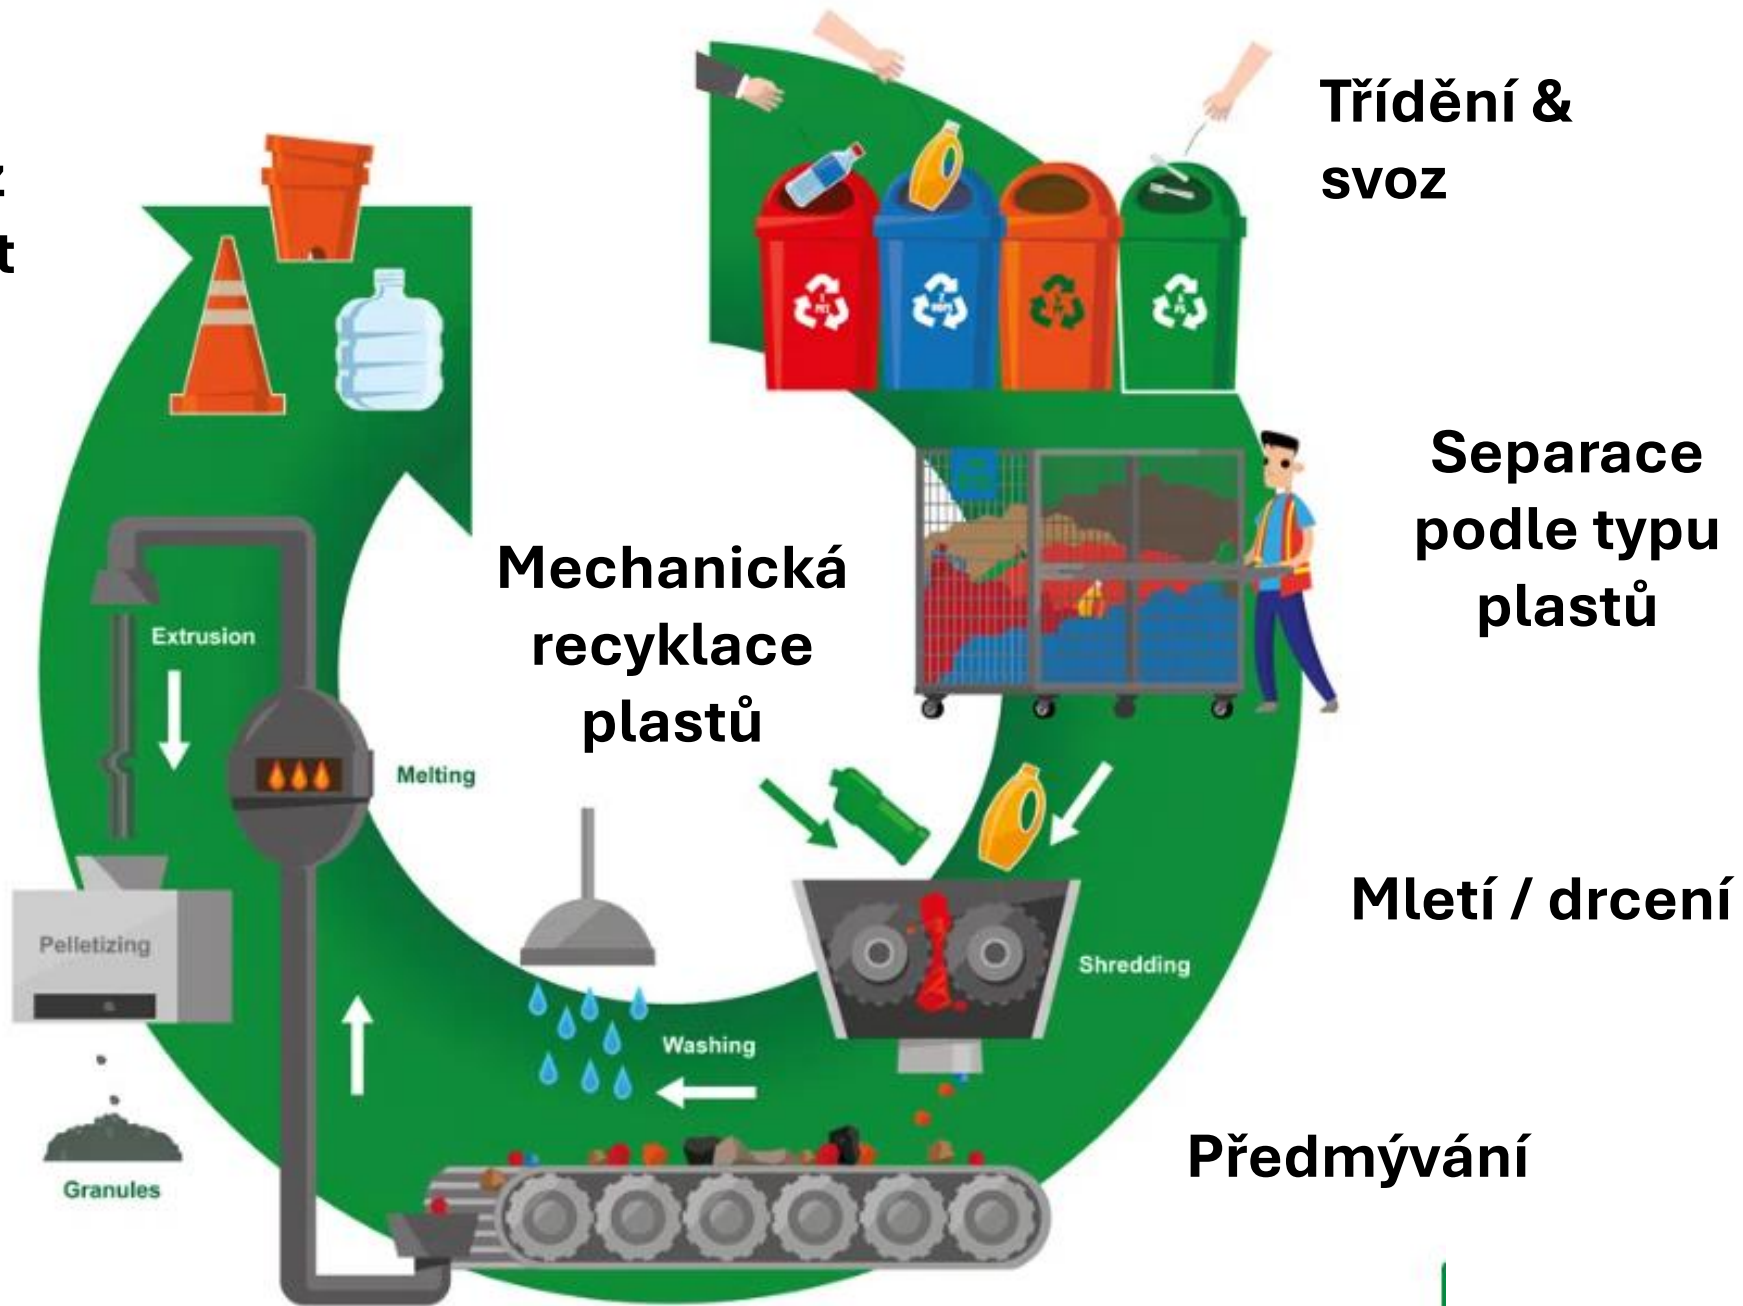 Třídění &
svoz
z
t
Separace
podle typu
plastů
Mechanická
recyklace
plastů
Extrusion
Melting
Mletí / drcení
Pelletizing
Shredding
Washing
Předmývání
Granules